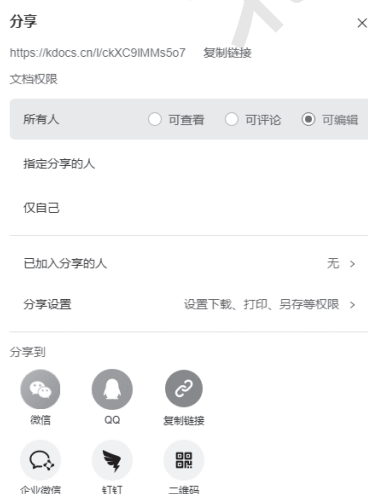 分享
https://kdocs.cn/l/ckXC9IMMs5o7 复制链接
文档权限
所有人 可查看 可评论 可编辑
指定分享的人
仅自己
已加入分享的人 无 >
分享设置 设置下载、打印、另存等权限 >
分享到
微信 QQ 复制链接
企业微信 钉钉 二维码